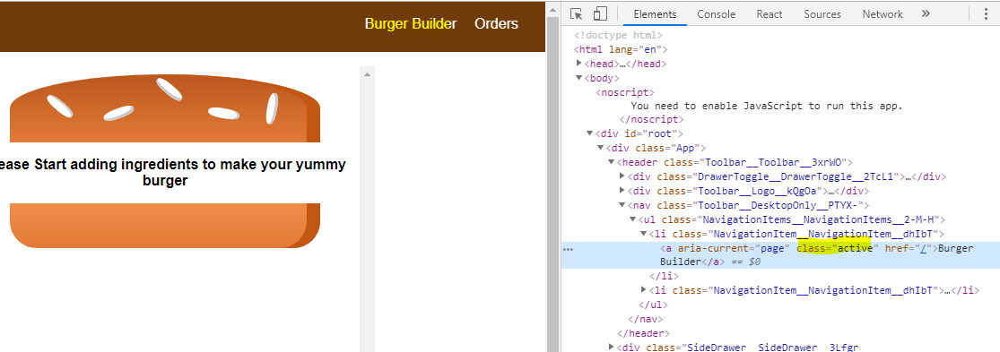 Burger Builder Orders
ease Start adding ingredients to make your yummy
burger
Elements Console React Sources Network »
<!doctype html>
<html lang="en">
<head>…</head>
<body>
<noscript>
You need to enable JavaScript to run this app.
</noscript>
<div id="root">
<div class="App">
<header class="Toolbar__Toolbar__3xrWO">
<div class="DrawerToggle__DrawerToggle__2TcL1">…</div>
<div class="Toolbar__Logo__kQgOa">…</div>
<nav class="Toolbar__DesktopOnly__PTYX-">
<ul class="NavigationItems__NavigationItems__2-M-H">
<li class="NavigationItem__NavigationItem__dhIbT">
<a aria-current="page" class="active" href="/">Burger
Builder</a> == $0
</li>
<li class="NavigationItem__NavigationItem__dhIbT">…</li>
</ul>
</nav>
</header>
<div class="SideDrawer__SideDrawer__3Lfgr